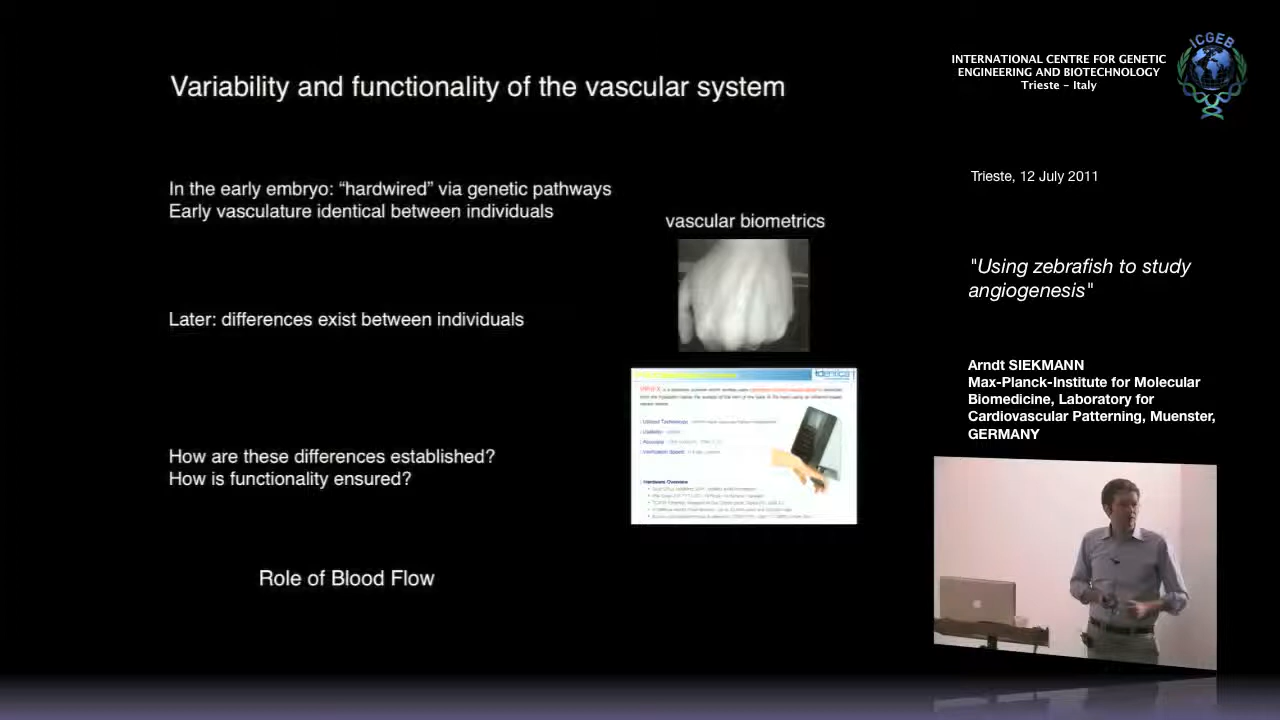 Variability and functionality of the vascular system
In the early embryo: “hardwired” via genetic pathways
Early vasculature identical between individuals
vascular biometrics
Later: differences exist between individuals
How are these differences established?
How is functionality ensured?
Role of Blood Flow
identica
Hardware Overview
INTERNATIONAL CENTRE FOR GENETIC
ENGINEERING AND BIOTECHNOLOGY
Trieste - Italy
ICGEB
Trieste, 12 July 2011
"Using zebrafish to study
angiogenesis"
Arndt SIEKMANN
Max-Planck-Institute for Molecular
Biomedicine, Laboratory for
Cardiovascular Patterning, Muenster,
GERMANY